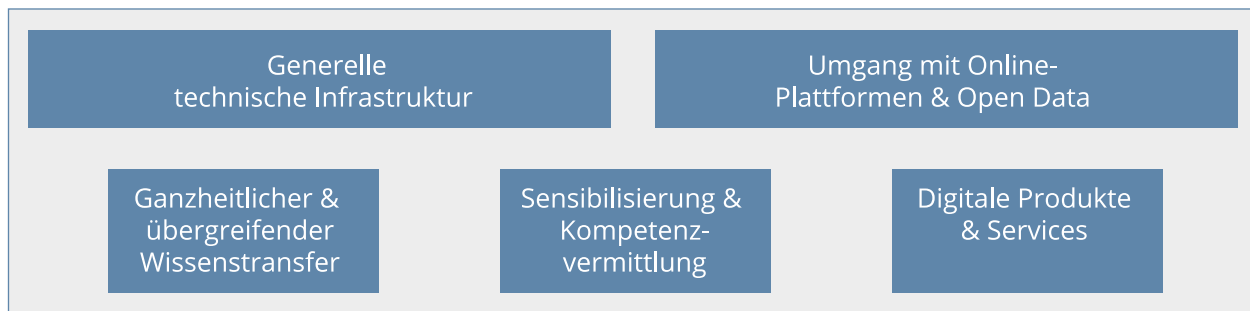 Generelle
technische Infrastruktur
Umgang mit Online-
Plattformen & Open Data
Ganzheitlicher &
übergreifender
Wissenstransfer
Sensibilisierung &
Kompetenz-
vermittlung
Digitale Produkte
& Services